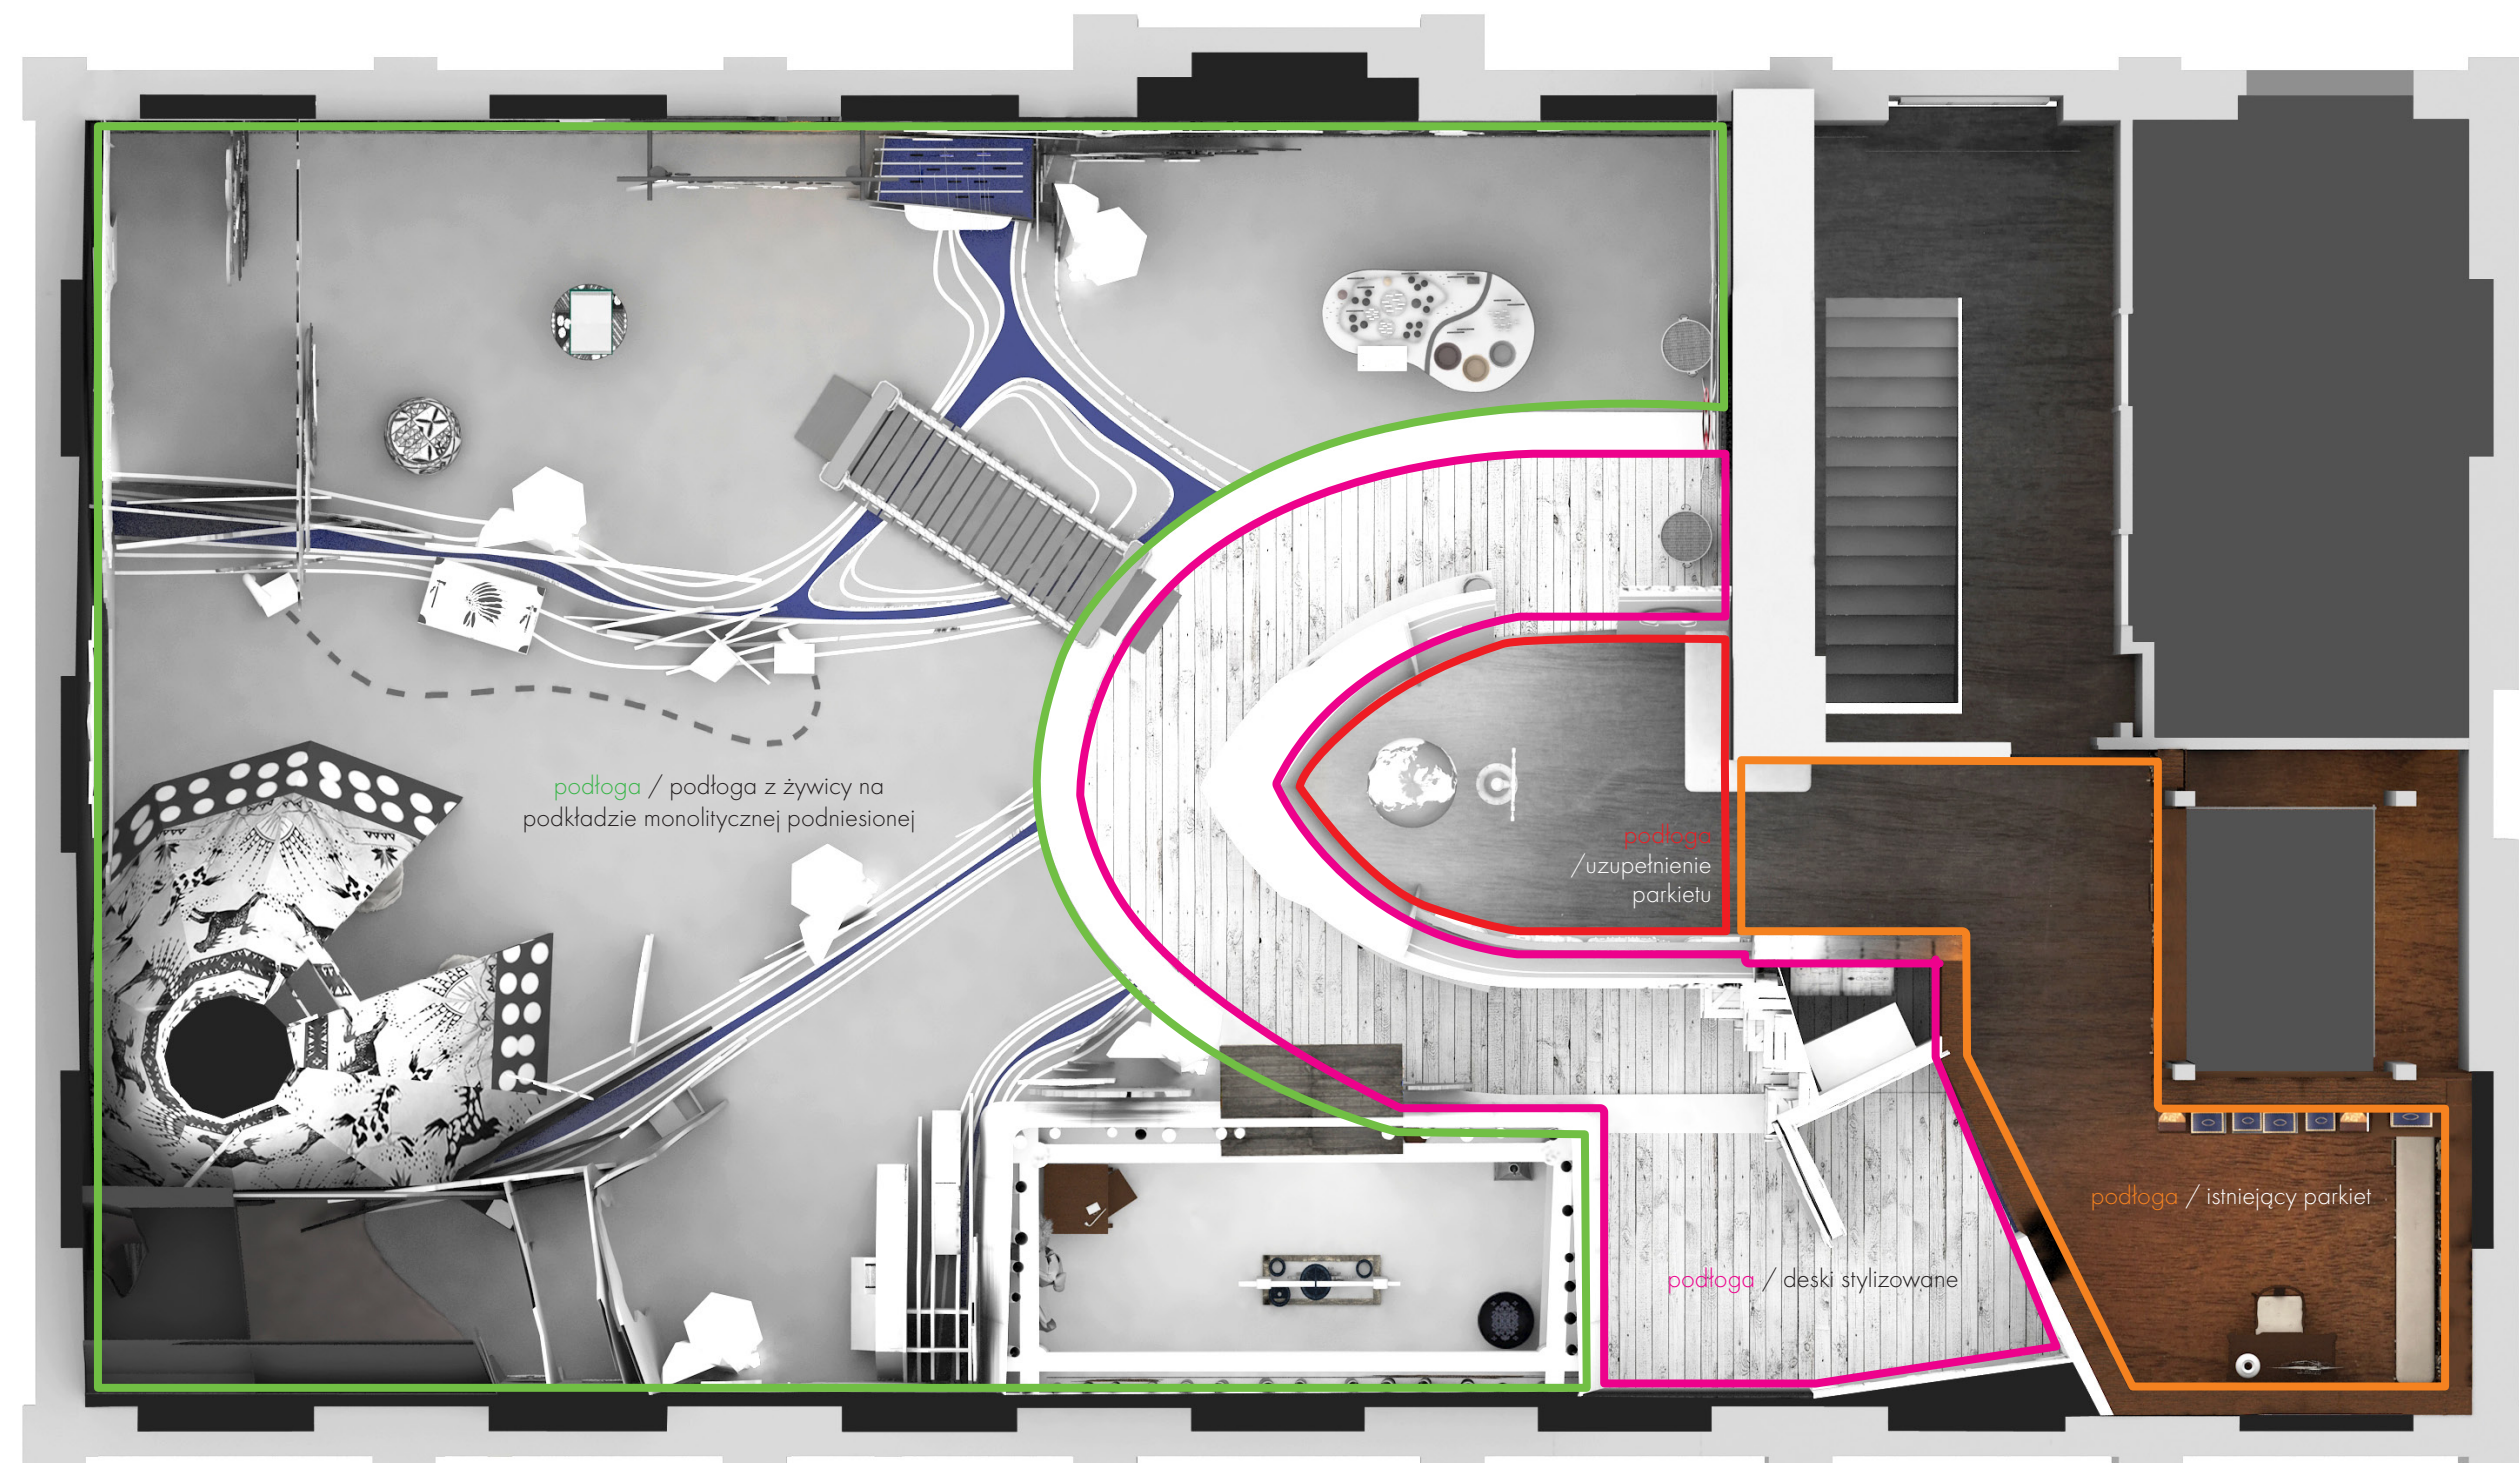 podłoga / podłoga z żywicy na
podkładzie monolitycznej podniesionej
podłoga
/uzupełnienie
parkietu
podłoga / istniejący parkiet
podłoga / deski stylizowane